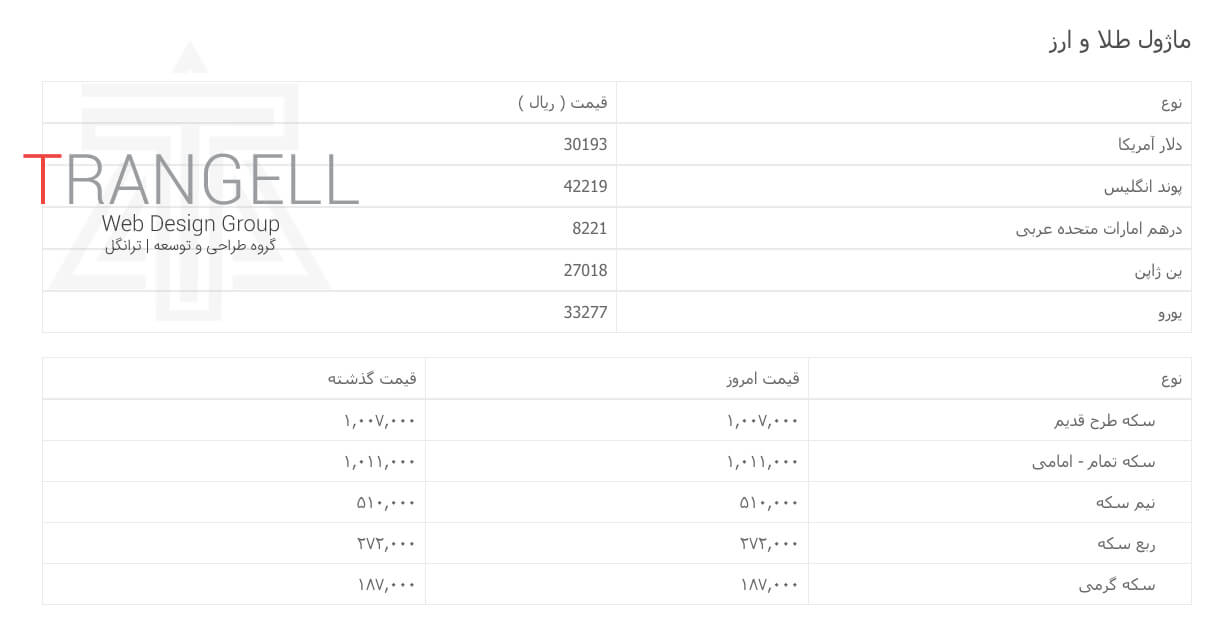 ماژول طلا و ارز
نوع قیمت ( ریال )
دلار آمریکا 30193
پوند انگلیس 42219
درهم امارات متحده عربی 8221
ین ژاپن 27018
یورو 33277
TRANGELL
Web Design Group
گروه طراحی و توسعه | ترانگل
نوع قیمت امروز قیمت گذشته
سکه طرح قدیم ۱,۰۰۷,۰۰۰ ۱,۰۰۷,۰۰۰
سکه تمام - امامی ۱,۰۱۱,۰۰۰ ۱,۰۱۱,۰۰۰
نیم سکه ۵۱۰,۰۰۰ ۵۱۰,۰۰۰
ربع سکه ۲۷۲,۰۰۰ ۲۷۲,۰۰۰
سکه گرمی ۱۸۷,۰۰۰ ۱۸۷,۰۰۰